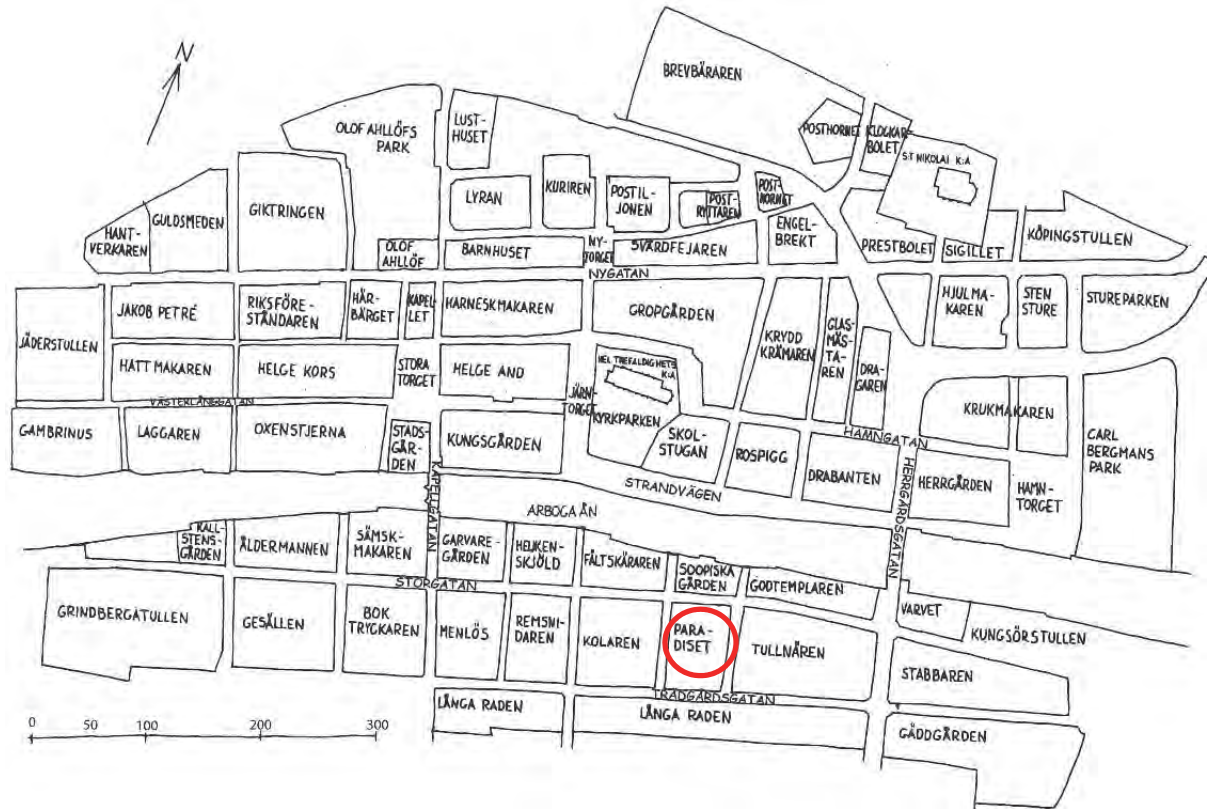 N
BREVBÄRAREN
OLOF AHLLÖFS
PARK
LUST-
HUSET
POSTHORNET
KLOCKAR-
BOLET
S:T NIKOLAI K:A
GULDSMEDEN
HANT-
VERKAREN
GIKTRINGEN
LYRAN
KURIREN
POSTIL-
JONEN
POST-
RYTTAREN
POST-
HORNET
OLOF
AHLLÖF
BARNHUSET
NY-
TORGET
SVÄRDFEJAREN
ENGEL-
BREKT
PRESTBOLET
SIGILLET
KÖPINGSTULLEN
NYGATAN
JÄDERSTULLEN
JAKOB PETRÉ
RIKSFÖRE-
STÅNDAREN
HÄR-
BÄRGET
KAPEL
LET
HARNESKMAKAREN
GROPGÅRDEN
KRYDD
KRÄMAREN
GLAS-
MÄS-
TA-
REN
DRA-
GAREN
HJULMA-
KAREN
STEN
STURE
STUREPARKEN
HATTMAKAREN
HELGE KORS
STORA
TORGET
HELGE AND
JÄRN-
TORGET
HEL TREFALDIGHETS
K:A
KYRKPARKEN
KRUKMAKAREN
VÄSTERLÅNGGATAN
GAMBRINUS
LAGGAREN
OXENSTJERNA
STADS-
GÅR-
DEN
KUNGSGÅRDEN
SKOL-
STUGAN
ROSPIGG
HAMNGATAN
DRABANTEN
HERRGÅRDEN
HAMN-
TORGET
CARL
BERGMANS
PARK
KAPELLGATAN
STRANDVÄGEN
HERRGÅRDSGATAN
ARBOGAÅN
KALL-
STENS-
GÅRDEN
ÅLDERMANNEN
SÄMSK-
MAKAREN
GARVARE-
GÅRDEN
HEUKEN-
SKJÖLD
FÄLTSKÄRAREN
SOOPISKA
GÅRDEN
GODTEMPLAREN
STORGATAN
GRINDBERGATULLEN
GESÄLLEN
BOK
TRYCKAREN
MENLÖS
REMSNI-
DAREN
KOLAREN
PARA-
DISET
TULLNÄREN
VARVET
KUNGSÖRSTULLEN
STABBAREN
TRÄDGÅRDSGATAN
LÅNGA RADEN
LÅNGA RADEN
GÄDDGÅRDEN
0 50 100 200 300